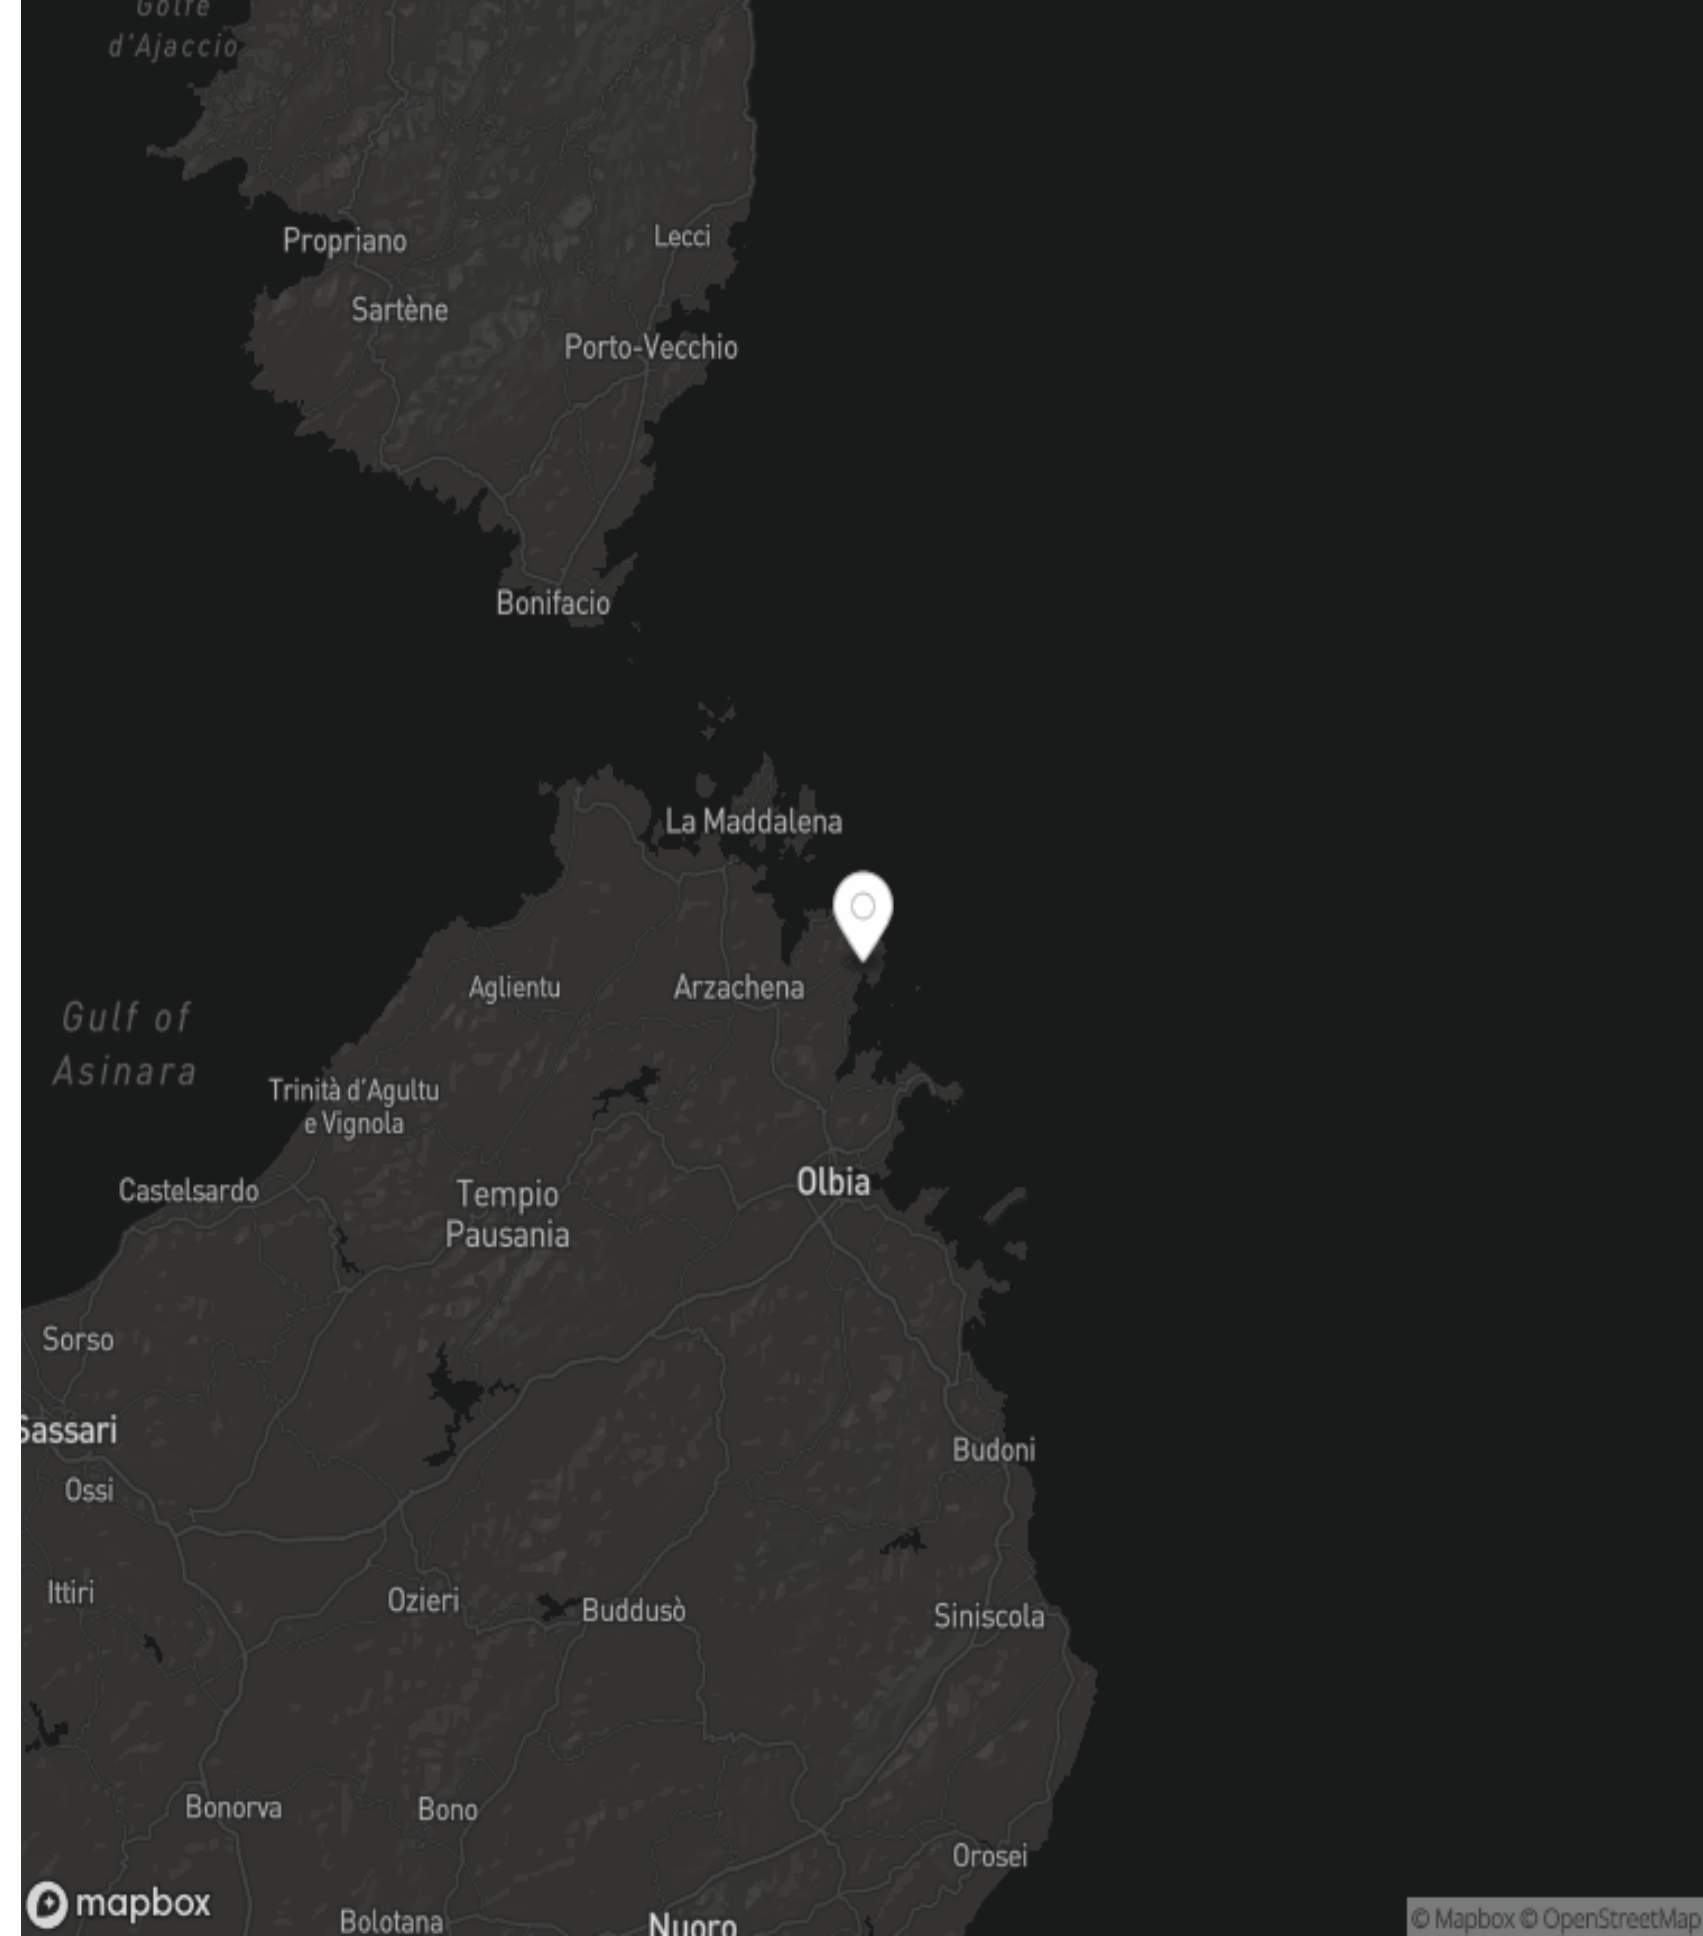 Golfe
d'Ajaccio
Propriano
Lecci
Sartène
Porto-Vecchio
Bonifacio
La Maddalena
Aglientu
Arzachena
Gulf of
Asinara
Trinità d'Agultu
e Vignola
Castelsardo
Tempio
Pausania
Olbia
Sorso
Sassari
Ossi
Budoni
Ittiri
Ozieri
Buddusò
Siniscola
Bonorva
Bono
Orosei
mapbox
Bolotana
Nuoro
© Mapbox © OpenStreetMap